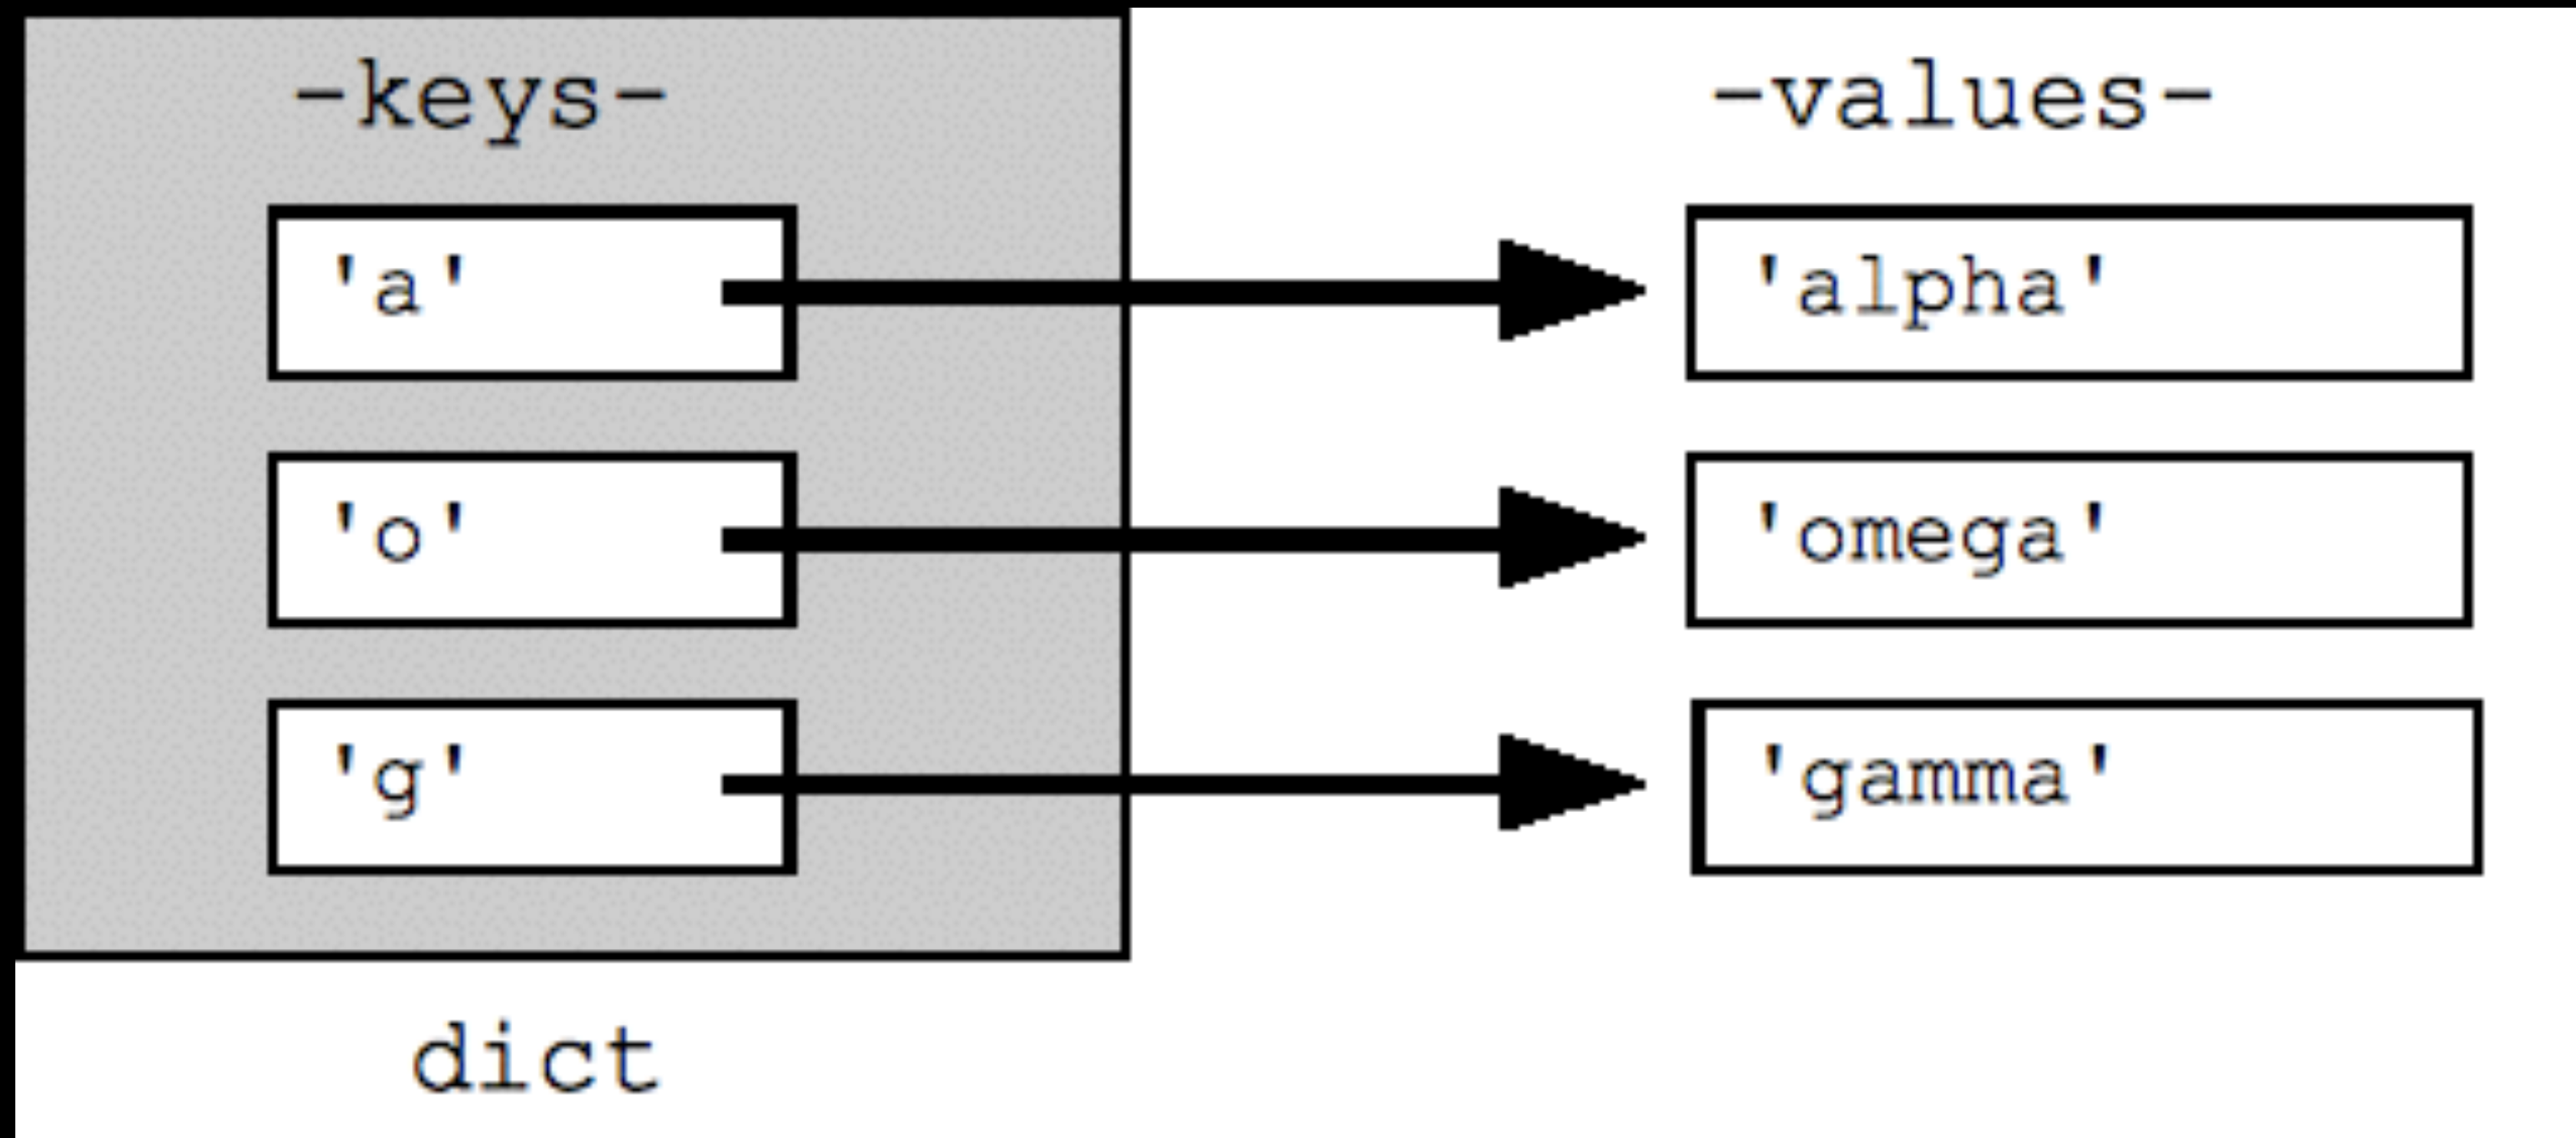 -keys- -values-
'a' 'alpha'
'o' 'omega'
'g' 'gamma'
dict